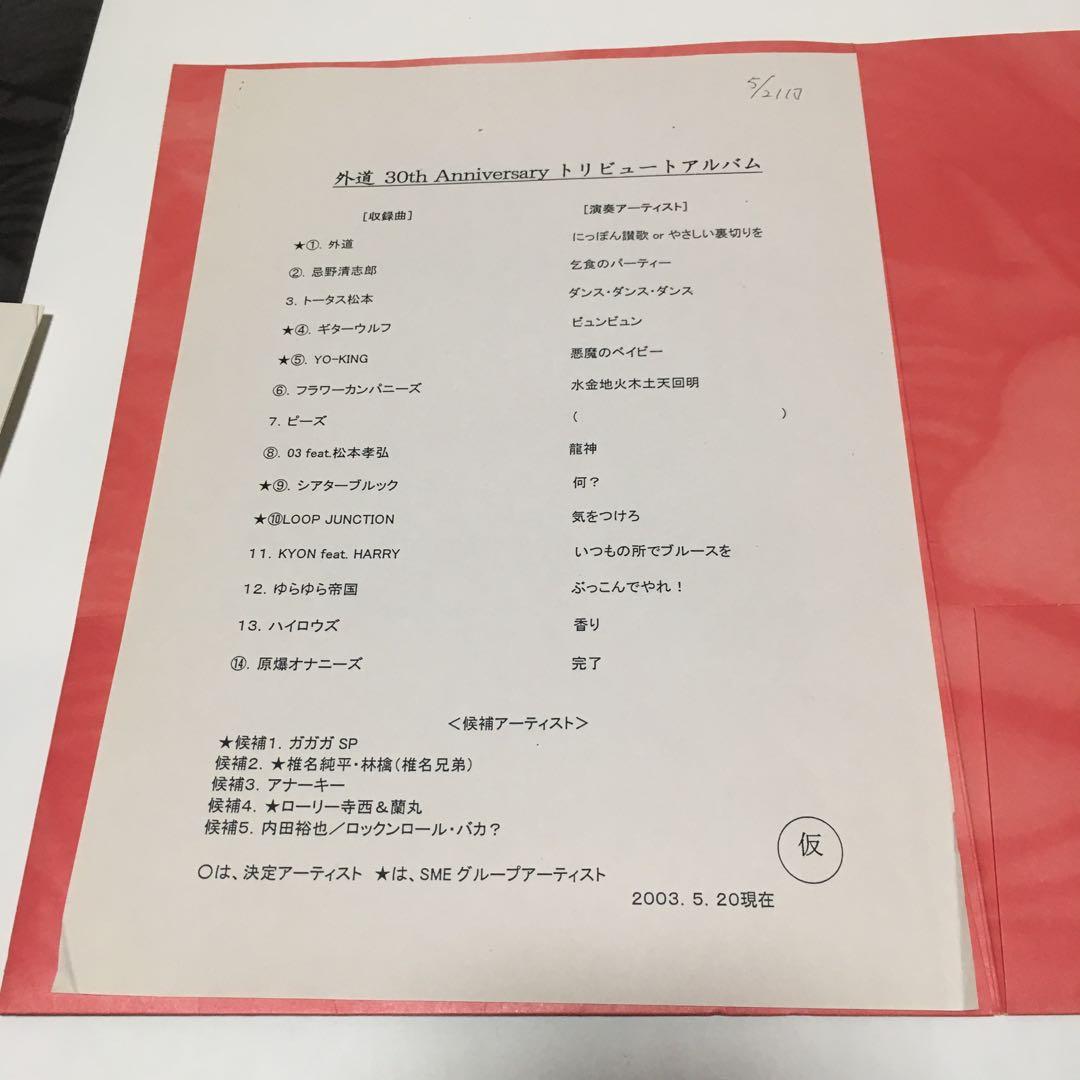 5/21付
外道 30th Anniversary トリビュートアルバム
[収録曲] [演奏アーティスト]
★①. 外道 にっぽん讃歌 or やさしい裏切りを
②. 忌野清志郎 乞食のパーティー
3. トータス松本 ダンス・ダンス・ダンス
★④. ギターウルフ ビュンビュン
★⑤. YO-KING 悪魔のベイビー
⑥. フラワーカンパニーズ 水金地火木土天回明
7. ピーズ ( )
⑧. 03 feat.松本孝弘 龍神
★⑨. シアターブルック 何？
★⑩LOOP JUNCTION 気をつけろ
11. KYON feat. HARRY いつもの所でブルースを
12. ゆらゆら帝国 ぶっこんでやれ！
13. ハイロウズ 香り
⑭. 原爆オナニーズ 完了
＜候補アーティスト＞
★候補1. ガガガ SP
候補2. ★椎名純平・林檎(椎名兄弟)
候補3. アナーキー
候補4. ★ローリー寺西＆蘭丸
候補5. 内田裕也／ロックンロール・バカ？
仮
〇は、決定アーティスト ★は、SME グループアーティスト
2003. 5. 20現在